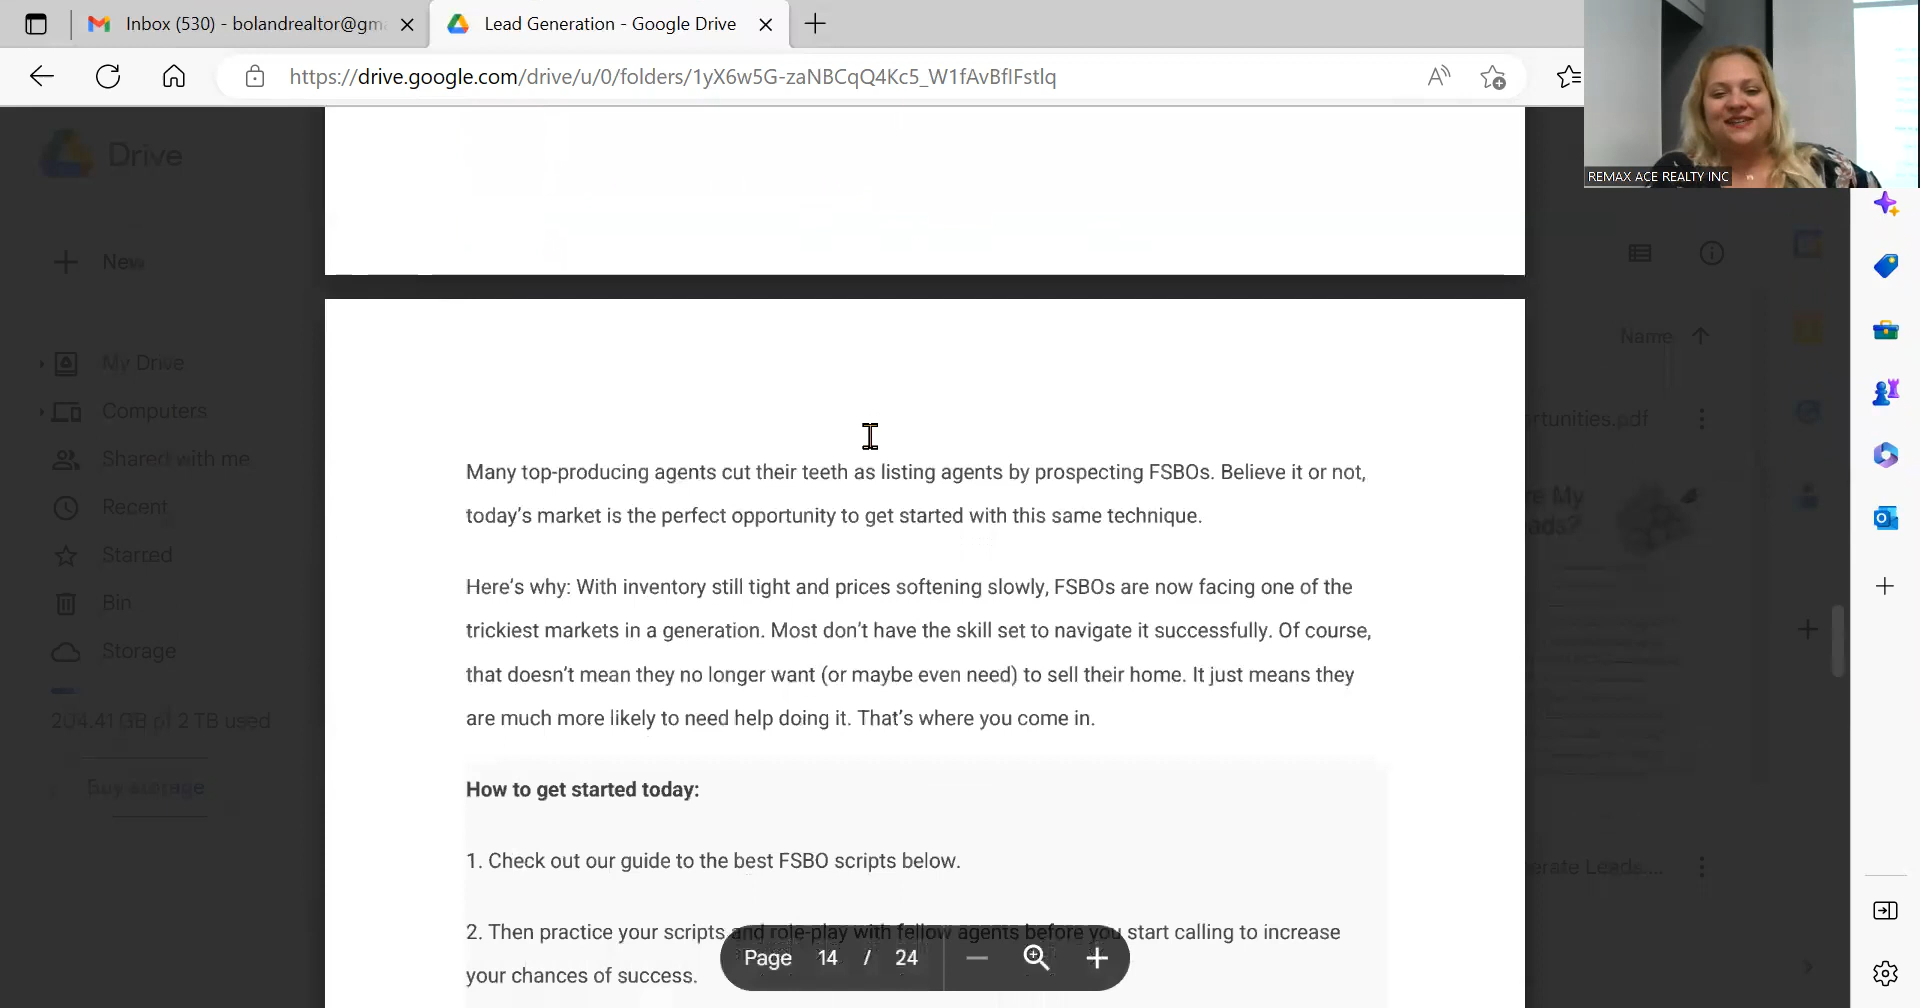 Inbox (530) - bolandrealtor@gm
Lead Generation - Google Drive
https://drive.google.com/drive/u/0/folders/1yX6w5G-zaNBCqQ4Kc5_W1fAvBfIFstlq
REMAX ACE REALTY INC
Drive
New
My Drive
Computers
Shared with me
Recent
Starred
Bin
Storage
204.41 GB of 2 TB used
Buy storage
Name
rtunities.pdf
re My
ads?
erate Leads ...
Many top-producing agents cut their teeth as listing agents by prospecting FSBOs. Believe it or not,
today's market is the perfect opportunity to get started with this same technique.
Here's why: With inventory still tight and prices softening slowly, FSBOs are now facing one of the
trickiest markets in a generation. Most don't have the skill set to navigate it successfully. Of course,
that doesn't mean they no longer want (or maybe even need) to sell their home. It just means they
are much more likely to need help doing it. That's where you come in.
How to get started today:
1. Check out our guide to the best FSBO scripts below.
2. Then practice your scripts and role-play with fellow agents before you start calling to increase
your chances of success.
Page 14 / 24